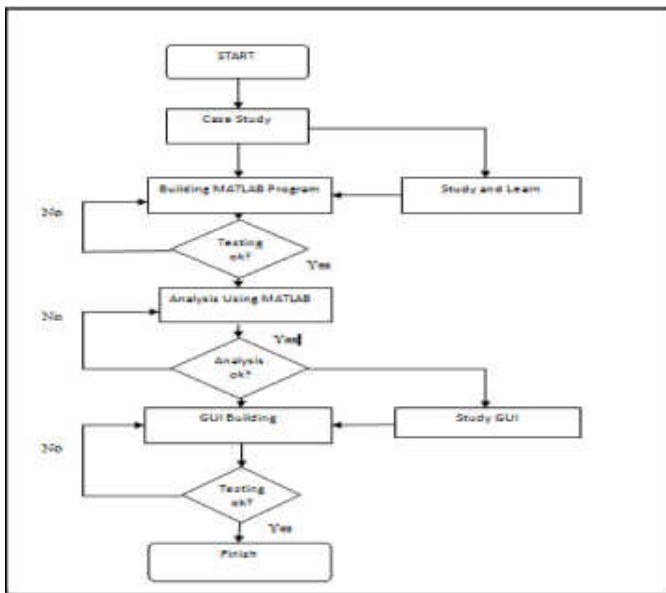 START
Case Study
Building MATLAB Program
Study and Learn
No
Testing
ok?
Yes
Analysis Using MATLAB
No
Yes
Analysis
ok?
GUI Building
Study GUI
No
Testing
ok?
Yes
Finish